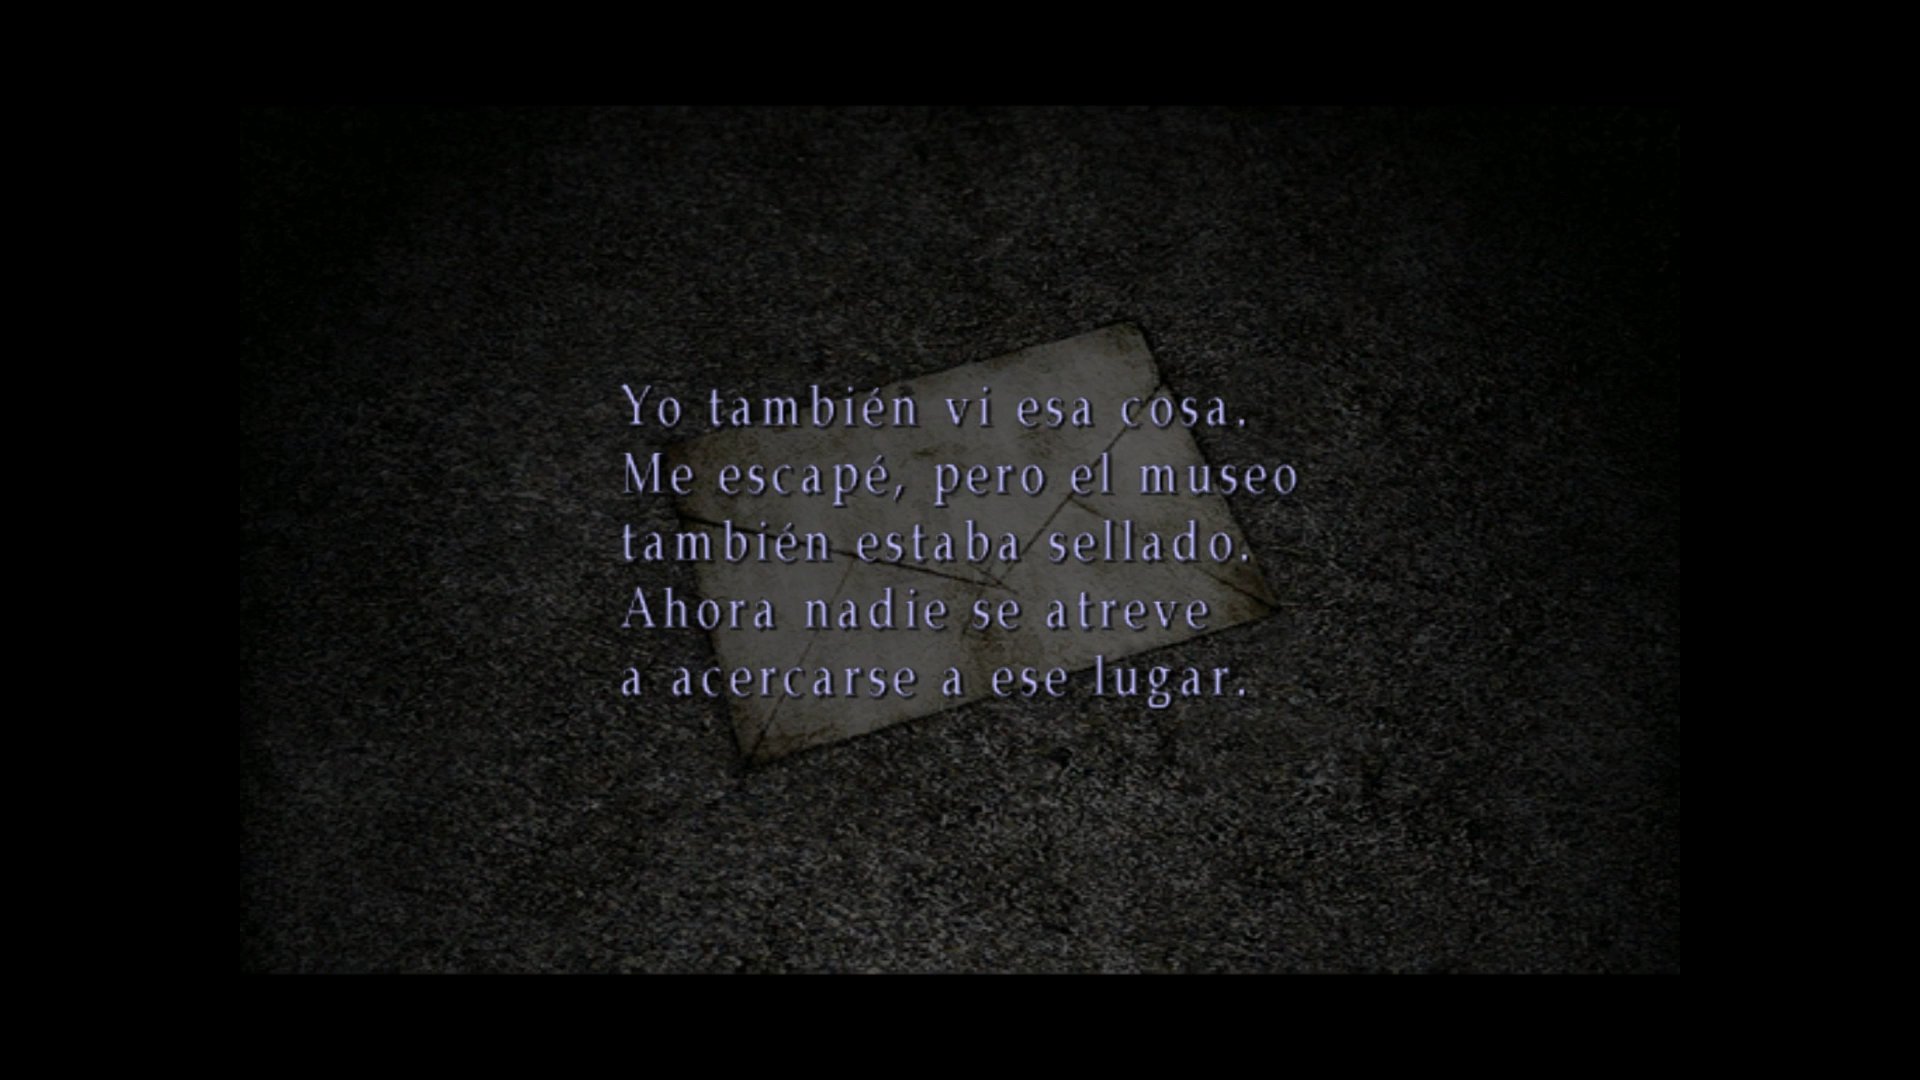 Yo también vi esa cosa.
Me escapé, pero el museo
también estaba sellado.
Ahora nadie se atreve
a acercarse a ese lugar.